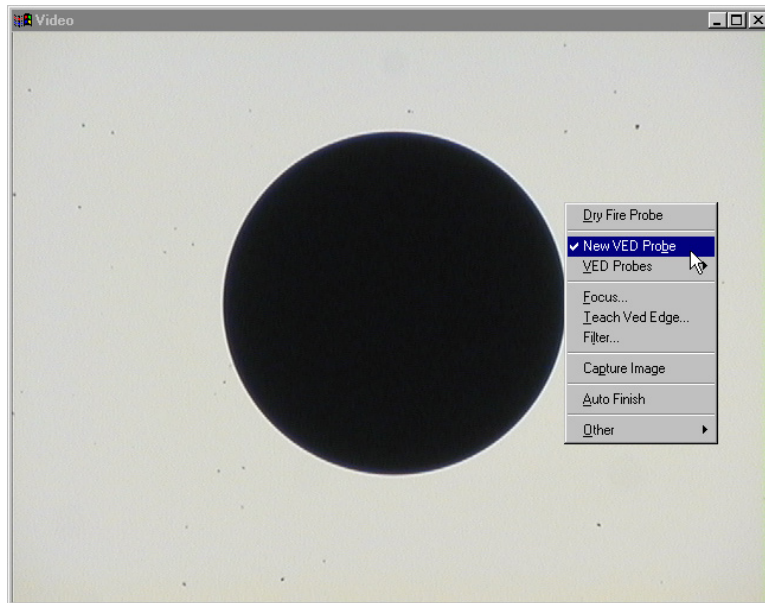 Video
Dry Fire Probe
New VED Probe
VED Probes
Focus...
Teach Ved Edge...
Filter...
Capture Image
Auto Finish
Other